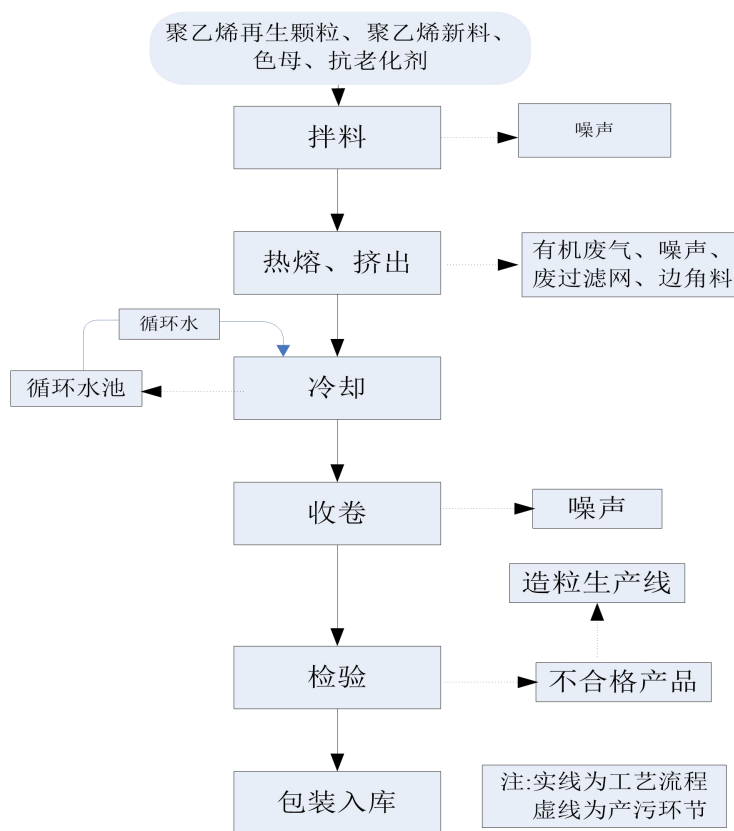 聚乙烯再生颗粒、聚乙烯新料、
色母、抗老化剂
拌料
噪声
热熔、挤出
有机废气、噪声、
废过滤网、边角料
循环水
循环水池
冷却
收卷
噪声
造粒生产线
检验
不合格产品
包装入库
注:实线为工艺流程
虚线为产污环节